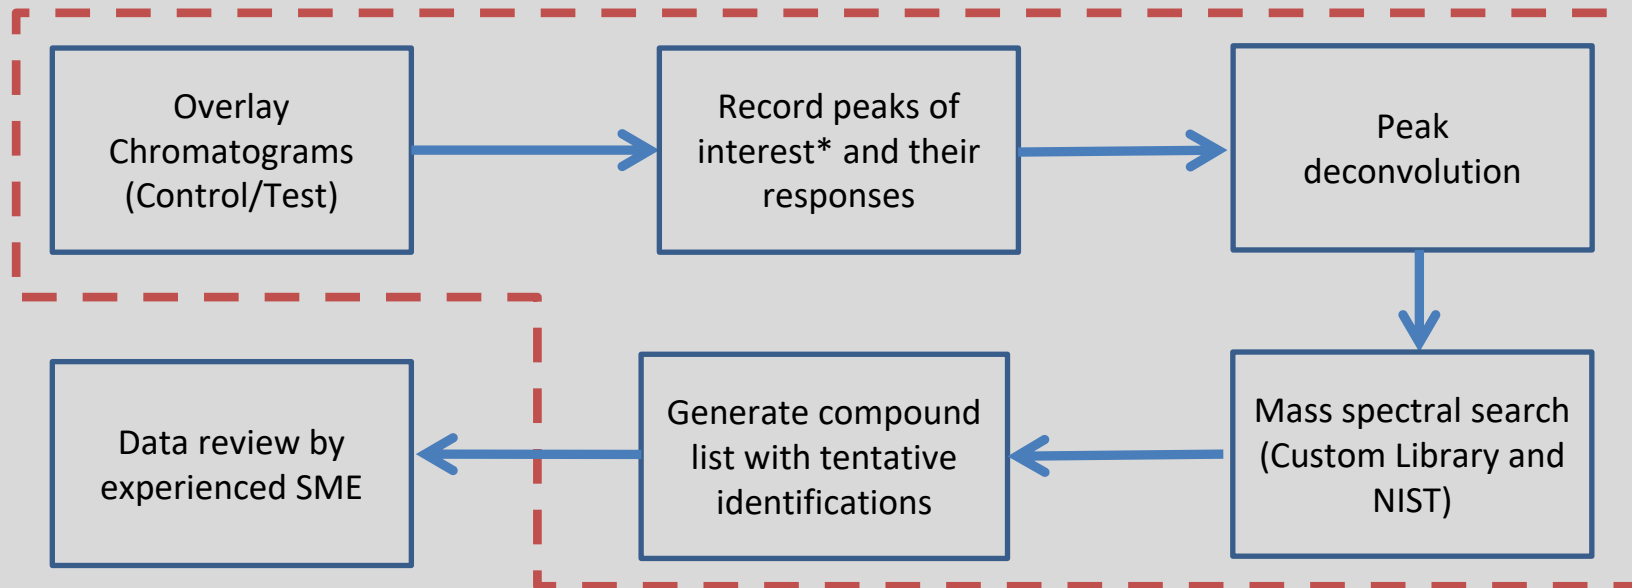 Overlay
Chromatograms
(Control/Test)
Record peaks of
interest* and their
responses
Peak
deconvolution
Mass spectral search
(Custom Library and
NIST)
Generate compound
list with tentative
identifications
Data review by
experienced SME